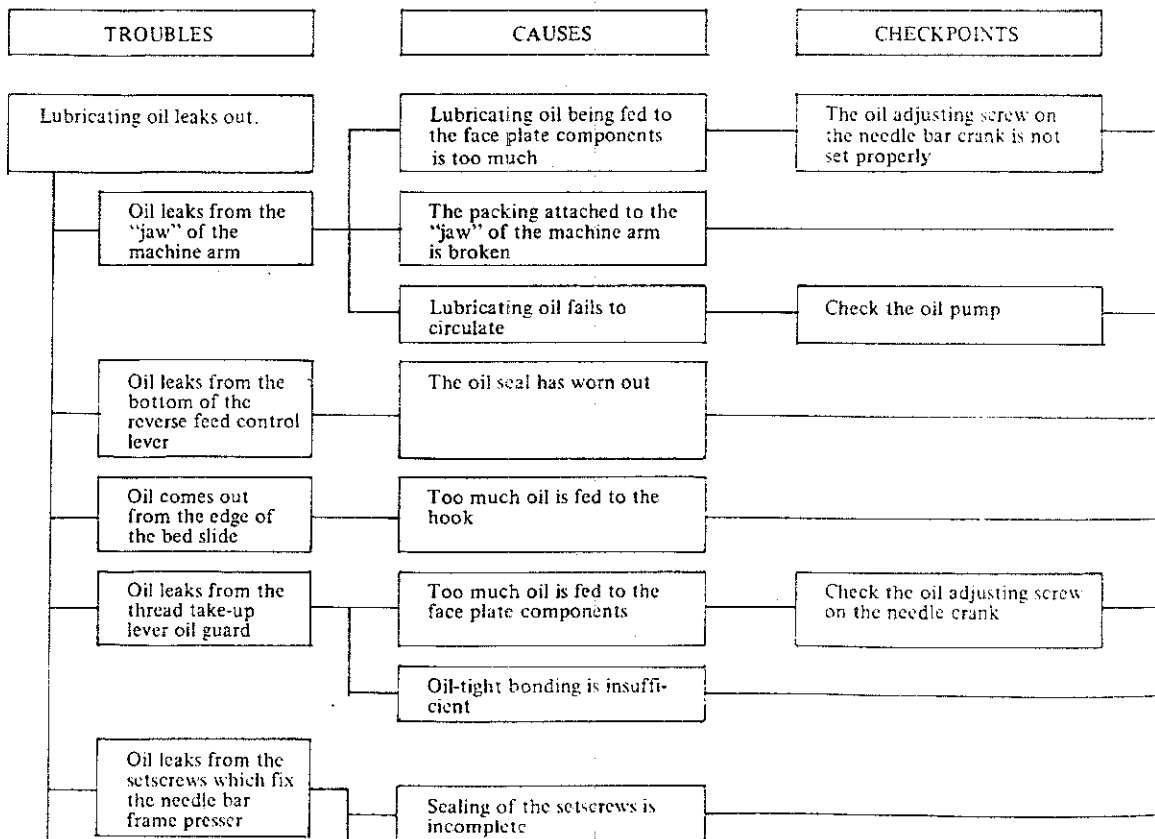 TROUBLES
CAUSES
CHECKPOINTS
Lubricating oil leaks out.
Lubricating oil being fed to
the face plate components
is too much
The oil adjusting screw on
the needle bar crank is not
set properly
Oil leaks from the
"jaw" of the
machine arm
The packing attached to the
"jaw" of the machine arm
is broken
Lubricating oil fails to
circulate
Check the oil pump
Oil leaks from the
bottom of the
reverse feed control
lever
The oil seal has worn out
Oil comes out
from the edge of
the bed slide
Too much oil is fed to the
hook
Oil leaks from the
thread take-up
lever oil guard
Too much oil is fed to the
face plate components
Check the oil adjusting screw
on the needle crank
Oil-tight bonding is insuffi-
cient
Oil leaks from the
setscrews which fix
the needle bar
frame presser
Sealing of the setscrews is
incomplete